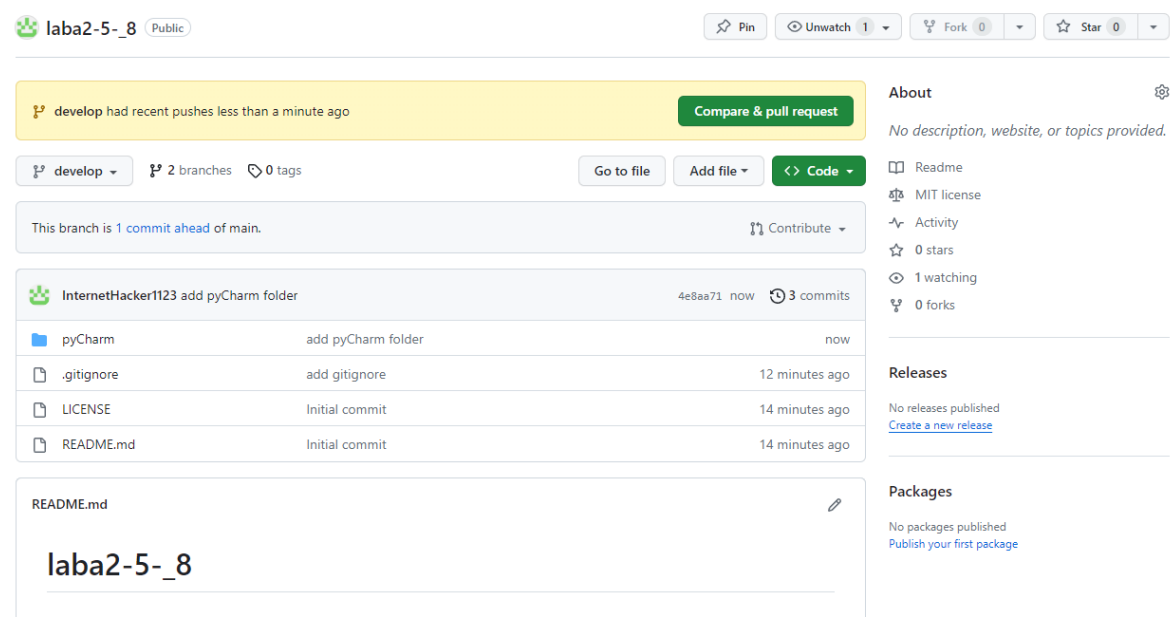 laba2-5-_8 Public Pin Unwatch 1 Fork 0 Star 0
develop had recent pushes less than a minute ago Compare & pull request
develop 2 branches 0 tags Go to file Add file Code
This branch is 1 commit ahead of main. Contribute
InternetHacker1123 add pyCharm folder 4e8aa71 now 3 commits
pyCharm add pyCharm folder now
.gitignore add gitignore 12 minutes ago
LICENSE Initial commit 14 minutes ago
README.md Initial commit 14 minutes ago
README.md
laba2-5-_8
About
No description, website, or topics provided.
Readme
MIT license
Activity
0 stars
1 watching
0 forks
Releases
No releases published
Create a new release
Packages
No packages published
Publish your first package